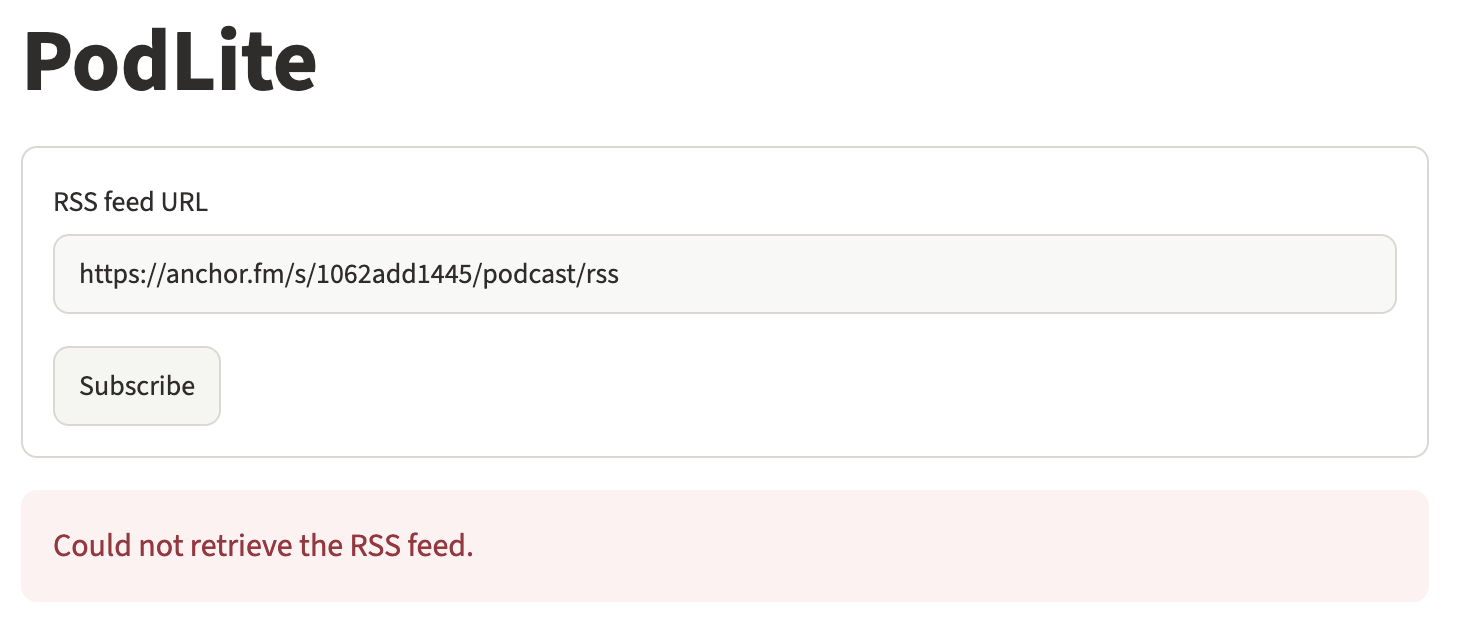 PodLite
RSS feed URL
https://anchor.fm/s/1062add1445/podcast/rss
Subscribe
Could not retrieve the RSS feed.